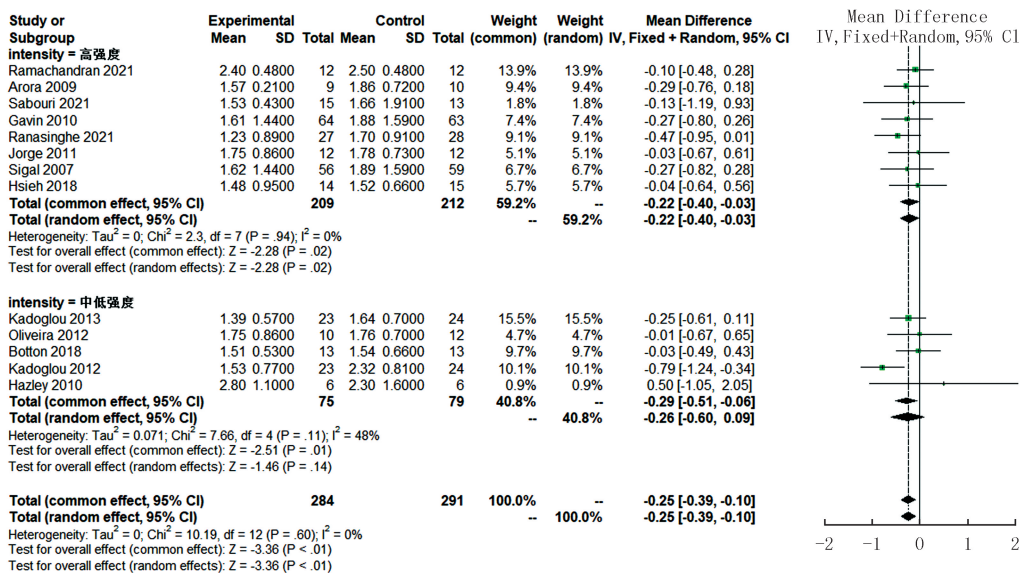 Study or Experimental Control Weight Weight Mean Difference Mean Difference
Subgroup Mean SD Total Mean SD Total (common) (random) IV, Fixed + Random, 95% CI IV, Fixed+Random, 95% CI
intensity = 高强度
Ramachandran 2021 2.40 0.4800 12 2.50 0.4800 12 13.9% 13.9% -0.10 [-0.48, 0.28]
Arora 2009 1.57 0.2100 9 1.86 0.7200 10 9.4% 9.4% -0.29 [-0.76, 0.18]
Sabouri 2021 1.53 0.4300 15 1.66 1.9100 13 1.8% 1.8% -0.13 [-1.19, 0.93]
Gavin 2010 1.61 1.4400 64 1.88 1.5900 63 7.4% 7.4% -0.27 [-0.80, 0.26]
Ranasinghe 2021 1.23 0.8900 27 1.70 0.9100 28 9.1% 9.1% -0.47 [-0.95, 0.01]
Jorge 2011 1.75 0.8600 12 1.78 0.7300 12 5.1% 5.1% -0.03 [-0.67, 0.61]
Sigal 2007 1.62 1.4400 56 1.89 1.5900 59 6.7% 6.7% -0.27 [-0.82, 0.28]
Hsieh 2018 1.48 0.9500 14 1.52 0.6600 15 5.7% 5.7% -0.04 [-0.64, 0.56]
Total (common effect, 95% CI) 209 212 59.2% -- -0.22 [-0.40, -0.03]
Total (random effect, 95% CI) -- 59.2% -0.22 [-0.40, -0.03]
Heterogeneity: Tau² = 0; Chi² = 2.3, df = 7 (P = .94); I² = 0%
Test for overall effect (common effect): Z = -2.28 (P = .02)
Test for overall effect (random effects): Z = -2.28 (P = .02)
intensity = 中低强度
Kadoglou 2013 1.39 0.5700 23 1.64 0.7000 24 15.5% 15.5% -0.25 [-0.61, 0.11]
Oliveira 2012 1.75 0.8600 10 1.76 0.7000 12 4.7% 4.7% -0.01 [-0.67, 0.65]
Botton 2018 1.51 0.5300 13 1.54 0.6600 13 9.7% 9.7% -0.03 [-0.49, 0.43]
Kadoglou 2012 1.53 0.7700 23 2.32 0.8100 24 10.1% 10.1% -0.79 [-1.24, -0.34]
Hazley 2010 2.80 1.1000 6 2.30 1.6000 6 0.9% 0.9% 0.50 [-1.05, 2.05]
Total (common effect, 95% CI) 75 79 40.8% -- -0.29 [-0.51, -0.06]
Total (random effect, 95% CI) -- 40.8% -0.26 [-0.60, 0.09]
Heterogeneity: Tau² = 0.071; Chi² = 7.66, df = 4 (P = .11); I² = 48%
Test for overall effect (common effect): Z = -2.51 (P = .01)
Test for overall effect (random effects): Z = -1.46 (P = .14)
Total (common effect, 95% CI) 284 291 100.0% -- -0.25 [-0.39, -0.10]
Total (random effect, 95% CI) -- 100.0% -0.25 [-0.39, -0.10]
Heterogeneity: Tau² = 0; Chi² = 10.19, df = 12 (P = .60); I² = 0%
Test for overall effect (common effect): Z = -3.36 (P < .01)
Test for overall effect (random effects): Z = -3.36 (P < .01)
-2 -1 0 1 2